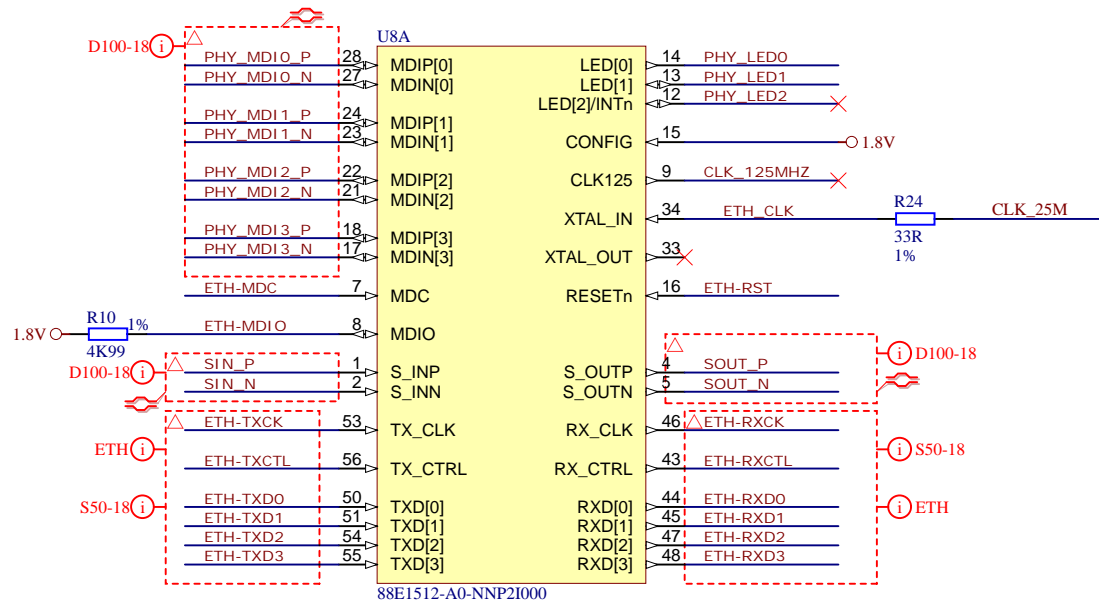 U8A
D100-18 i
PHY_MDI0_P 28 MDIP[0] LED[0] 14 PHY_LED0
PHY_MDI0_N 27 MDIN[0] LED[1] 13 PHY_LED1
LED[2]/INTn 12 PHY_LED2
PHY_MDI1_P 24 MDIP[1]
PHY_MDI1_N 23 MDIN[1] CONFIG 15 1.8V
PHY_MDI2_P 22 MDIP[2] CLK125 9 CLK_125MHZ
PHY_MDI2_N 21 MDIN[2]
R24
XTAL_IN 34 ETH_CLK CLK_25M
33R
1%
PHY_MDI3_P 18 MDIP[3]
PHY_MDI3_N 17 MDIN[3] XTAL_OUT 33
ETH-MDC 7 MDC RESETn 16 ETH-RST
R10
1.8V 1% ETH-MDIO 8 MDIO
4K99
i D100-18
D100-18 i SIN_P 1 S_INP S_OUTP 4 SOUT_P
SIN_N 2 S_INN S_OUTN 5 SOUT_N
ETH-TXCK 53 TX_CLK RX_CLK 46 ETH-RXCK
ETH i i S50-18
ETH-TXCTL 56 TX_CTRL RX_CTRL 43 ETH-RXCTL
S50-18 i ETH-TXD0 50 TXD[0] RXD[0] 44 ETH-RXD0 i ETH
ETH-TXD1 51 TXD[1] RXD[1] 45 ETH-RXD1
ETH-TXD2 54 TXD[2] RXD[2] 47 ETH-RXD2
ETH-TXD3 55 TXD[3] RXD[3] 48 ETH-RXD3
88E1512-A0-NNP2I000